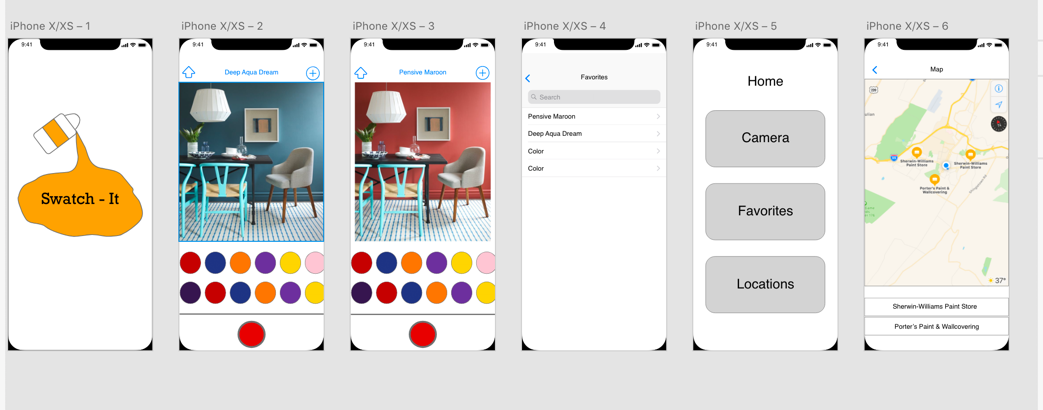 iPhone X/XS – 1
iPhone X/XS – 2
iPhone X/XS – 3
iPhone X/XS – 4
iPhone X/XS – 5
iPhone X/XS – 6
9:41
Swatch - It
9:41
Deep Aqua Dream
9:41
Pensive Maroon
9:41
Favorites
Search
Pensive Maroon
Deep Aqua Dream
Color
Color
9:41
Home
Camera
Favorites
Locations
9:41
Map
Sherwin-Williams
Paint Store
Sherwin-Williams
Paint Store
Porter's Paint &
Wallcovering
37°
Sherwin-Williams Paint Store
Porter's Paint & Wallcovering